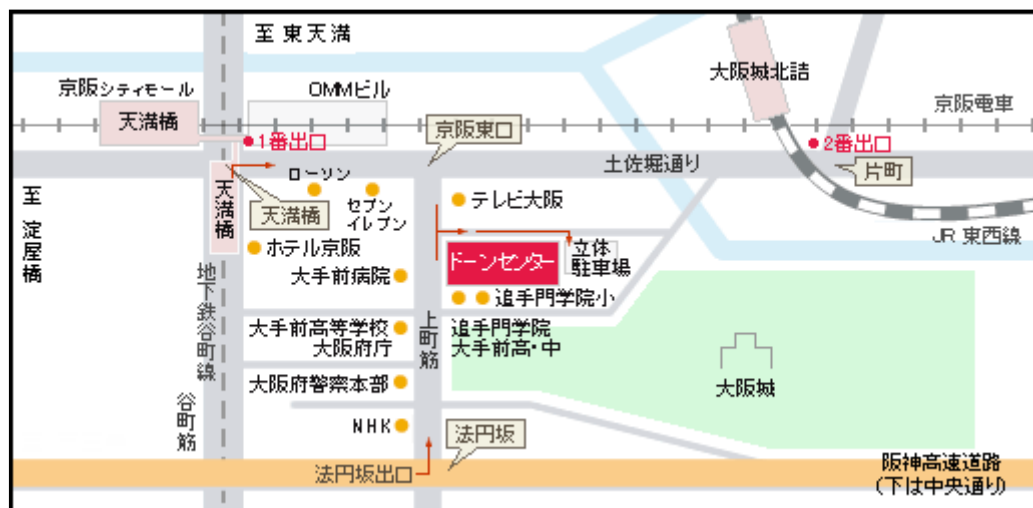 至 東天満
京阪シティモール
天満橋
OMMビル
大阪城北詰
京阪電車
1番出口
京阪東口
2番出口
土佐堀通り
片町
至 淀屋橋
天満橋
ローソン
天満橋
セブン
イレブン
テレビ大阪
ホテル京阪
JR 東西線
ドーンセンター
立体
駐車場
大手前病院
追手門学院小
地下鉄谷町線
上町筋
大手前高等学校
大阪府庁
追手門学院
大手前高・中
大阪城
大阪府警察本部
谷町筋
NHK
法円坂
法円坂出口
阪神高速道路
(下は中央通り)